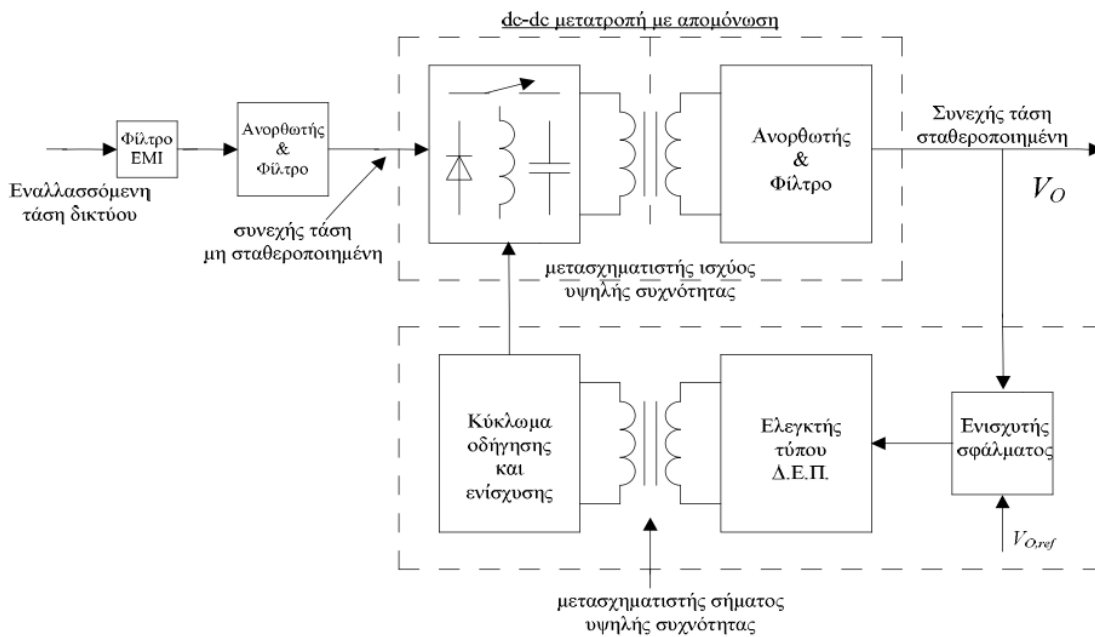 dc-dc μετατροπή με απομόνωση
Φίλτρο
EMI
Ανορθωτής
&
Φίλτρο
Ανορθωτής
&
Φίλτρο
Συνεχής τάση
σταθεροποιημένη
V_O
Εναλλασσόμενη
τάση δικτύου
συνεχής τάση
μη σταθεροποιημένη
μετασχηματιστής ισχύος
υψηλής συχνότητας
Κύκλωμα
οδήγησης
και
ενίσχυσης
Ελεγκτής
τύπου
Δ.Ε.Π.
Ενισχυτής
σφάλματος
V_O,ref
μετασχηματιστής σήματος
υψηλής συχνότητας